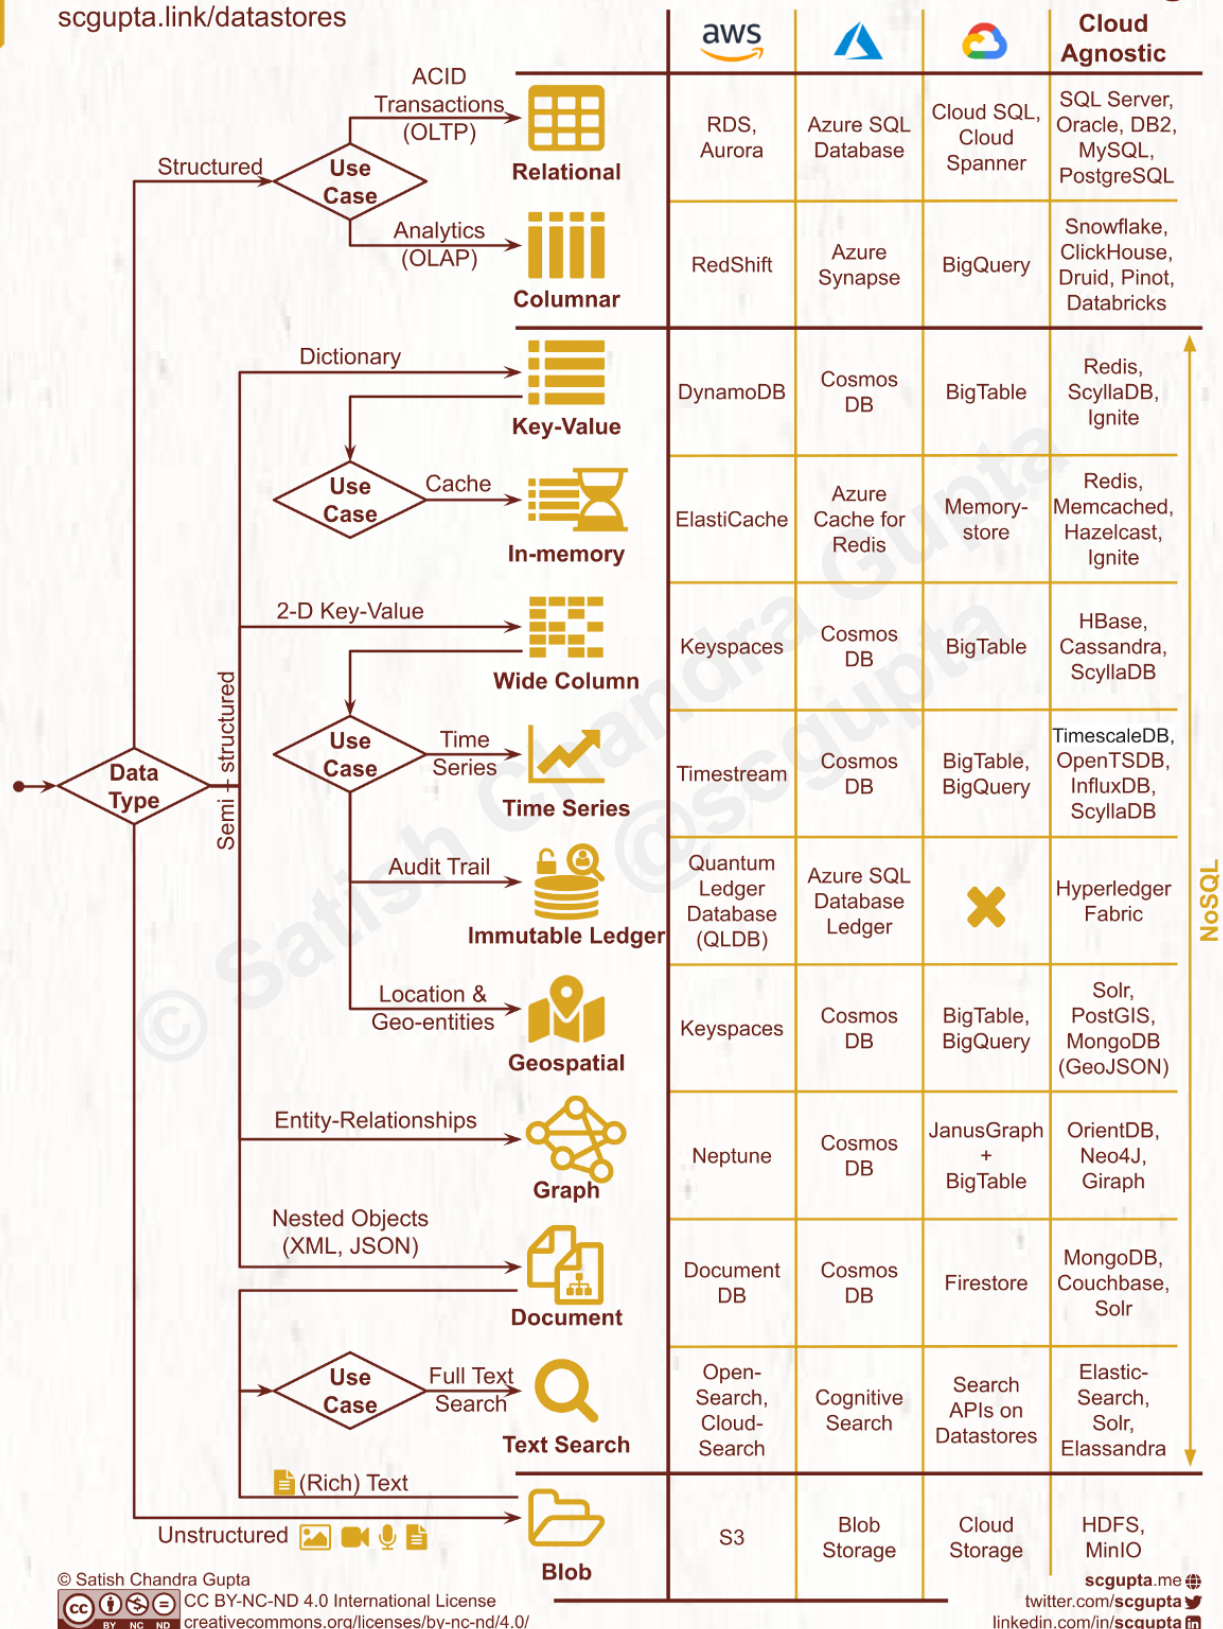 scgupta.link/datastores
aws
Cloud
Agnostic
ACID
Transactions
(OLTP)
Structured
Use
Case
Relational
RDS,
Aurora
Azure SQL
Database
Cloud SQL,
Cloud
Spanner
SQL Server,
Oracle, DB2,
MySQL,
PostgreSQL
Analytics
(OLAP)
Columnar
RedShift
Azure
Synapse
BigQuery
Snowflake,
ClickHouse,
Druid, Pinot,
Databricks
Dictionary
Key-Value
DynamoDB
Cosmos
DB
BigTable
Redis,
ScyllaDB,
Ignite
Use
Case
Cache
In-memory
ElastiCache
Azure
Cache for
Redis
Memory-
store
Redis,
Memcached,
Hazelcast,
Ignite
2-D Key-Value
Wide Column
Keyspaces
Cosmos
DB
BigTable
HBase,
Cassandra,
ScyllaDB
Data
Type
Semi - structured
Use
Case
Time
Series
Time Series
Timestream
Cosmos
DB
BigTable,
BigQuery
TimescaleDB,
OpenTSDB,
InfluxDB,
ScyllaDB
Audit Trail
Immutable Ledger
Quantum
Ledger
Database
(QLDB)
Azure SQL
Database
Ledger
Hyperledger
Fabric
NoSQL
Location &
Geo-entities
Geospatial
Keyspaces
Cosmos
DB
BigTable,
BigQuery
Solr,
PostGIS,
MongoDB
(GeoJSON)
Entity-Relationships
Graph
Neptune
Cosmos
DB
JanusGraph
+
BigTable
OrientDB,
Neo4J,
Giraph
Nested Objects
(XML, JSON)
Document
Document
DB
Cosmos
DB
Firestore
MongoDB,
Couchbase,
Solr
Use
Case
Full Text
Search
Text Search
Open-
Search,
Cloud-
Search
Cognitive
Search
Search
APIs on
Datastores
Elastic-
Search,
Solr,
Elassandra
(Rich) Text
Unstructured
Blob
S3
Blob
Storage
Cloud
Storage
HDFS,
MinIO
© Satish Chandra Gupta
@scgupta
© Satish Chandra Gupta
CC BY-NC-ND 4.0 International License
creativecommons.org/licenses/by-nc-nd/4.0/
cc
BY NC ND
scgupta.me
twitter.com/scgupta
linkedin.com/in/scgupta
in